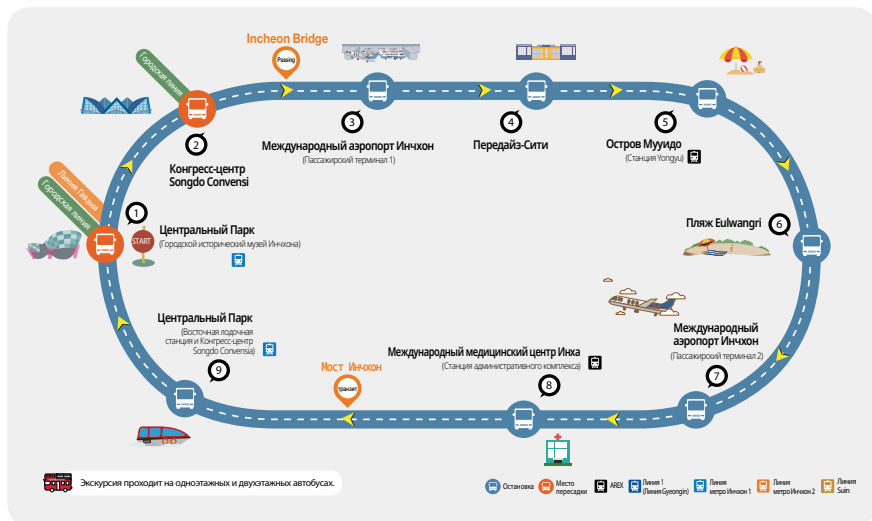 Incheon Bridge
Passing
Городская линия
2
Конгресс-центр
Songdo Convensi
3
Международный аэропорт Инчхон
(Пассажирский терминал 1)
4
Передайз-Сити
5
Остров Мууидо
(Станция Yongyu)
Линия Гавани
Городская линия
1
START
Центральный Парк
(Городской исторический музей Инчхона)
Пляж Eulwangri
6
Центральный Парк
(Восточная лодочная
станция и Конгресс-центр
Songdo Convensia)
9
Мост Инчхон
транзит
Международный медицинский центр Инха
(Станция административного комплекса)
8
Международный
аэропорт Инчхон
(Пассажирский терминал 2)
7
Экскурсия проходит на одноэтажных и двухэтажных автобусах.
Остановка
Место
пересадки
AREX
Линия 1
(Линия Gyeongin)
Линия
метро Инчхон 1
Линия
метро Инчхон 2
Линия
Suin